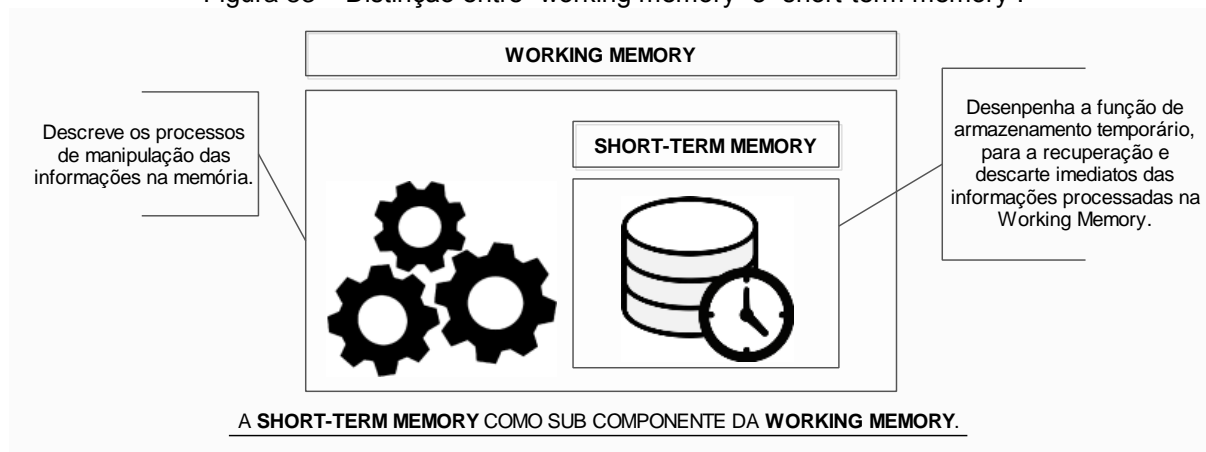 WORKING MEMORY
Descreve os processos
de manipulação das
informações na memória.
SHORT-TERM MEMORY
Desenpenha a função de
armazenamento temporário,
para a recuperação e
descarte imediatos das
informações processadas na
Working Memory.
A SHORT-TERM MEMORY COMO SUB COMPONENTE DA WORKING MEMORY.